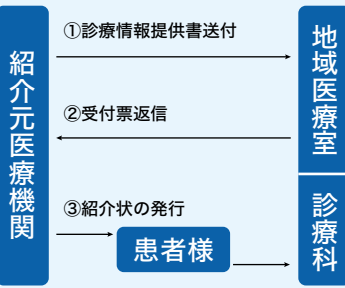 紹介元医療機関
①診療情報提供書送付
②受付票返信
③紹介状の発行
患者様
地域医療室
診療科